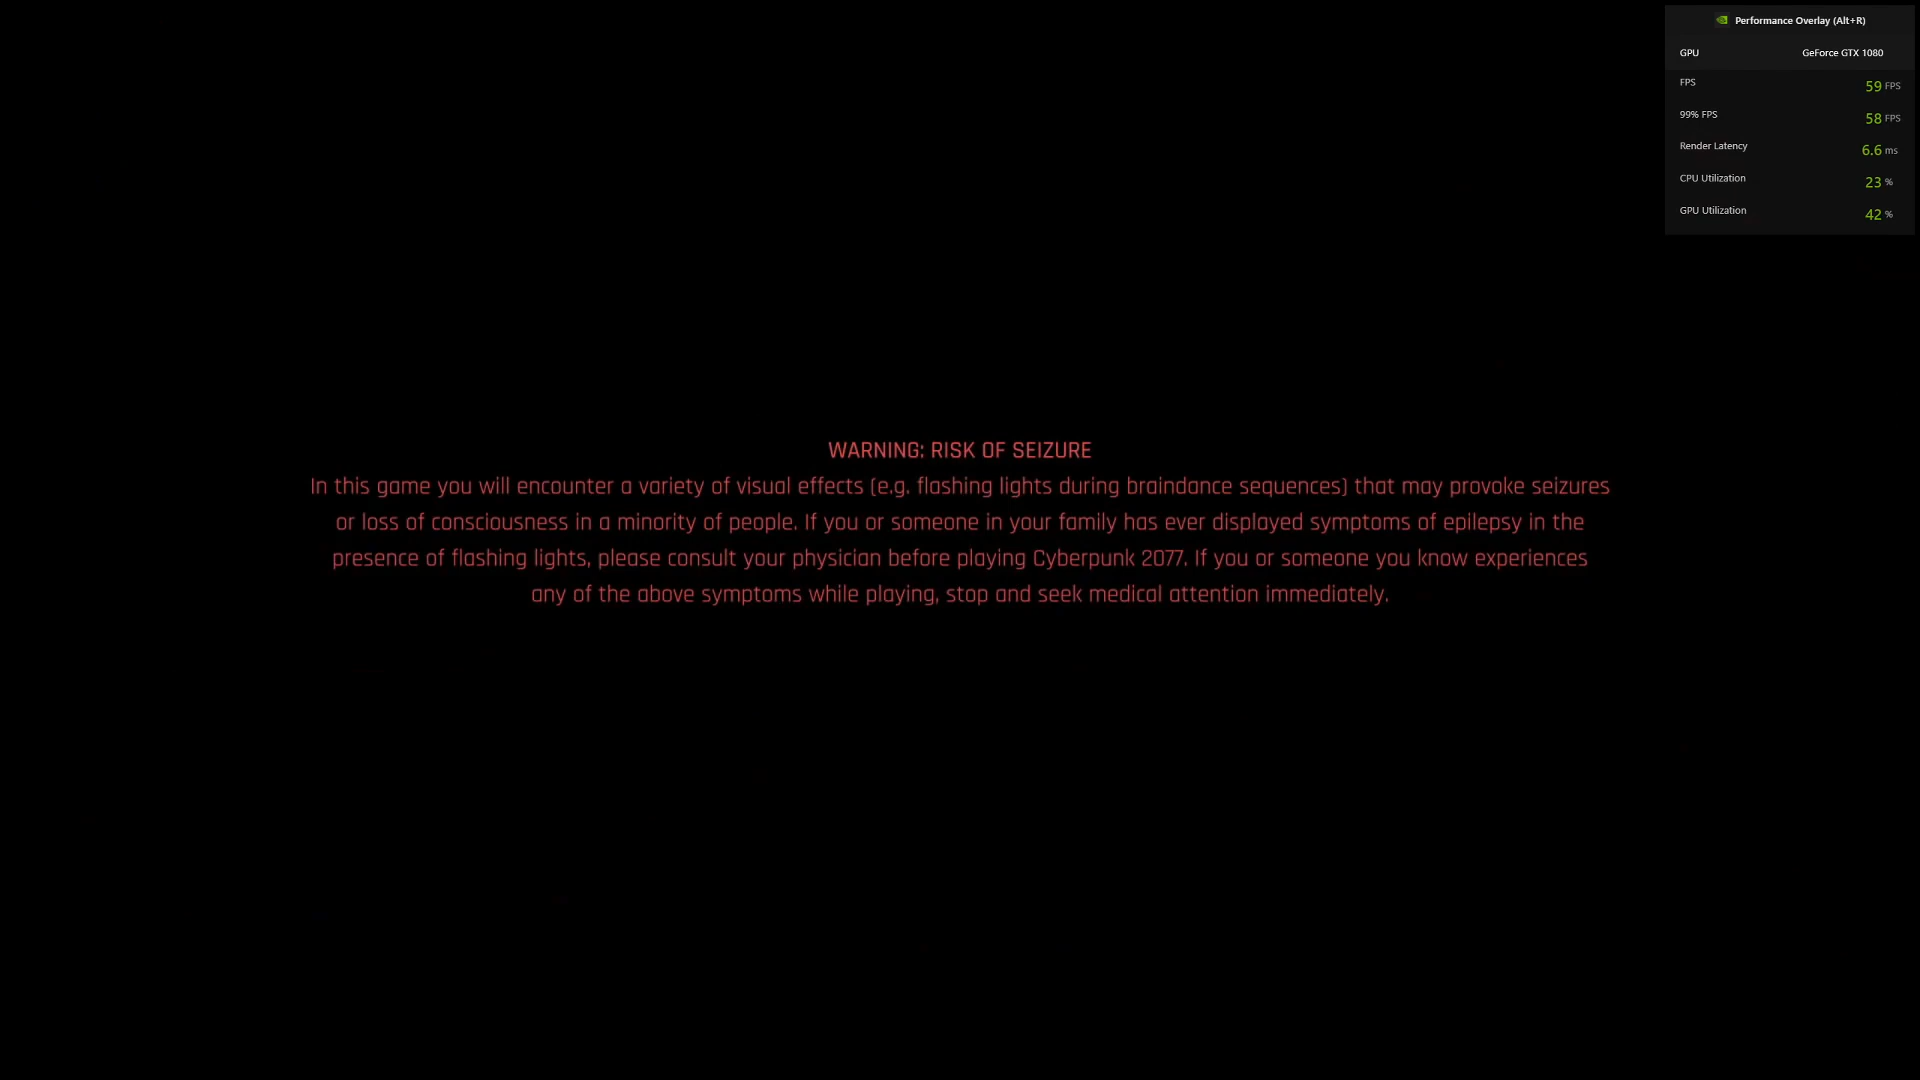 Performance Overlay (Alt+R)
GPU GeForce GTX 1080
FPS 59 FPS
99% FPS 58 FPS
Render Latency 6.6 ms
CPU Utilization 23 %
GPU Utilization 42 %
WARNING: RISK OF SEIZURE
In this game you will encounter a variety of visual effects (e.g. flashing lights during braindance sequences) that may provoke seizures
or loss of consciousness in a minority of people. If you or someone in your family has ever displayed symptoms of epilepsy in the
presence of flashing lights, please consult your physician before playing Cyberpunk 2077. If you or someone you know experiences
any of the above symptoms while playing, stop and seek medical attention immediately.